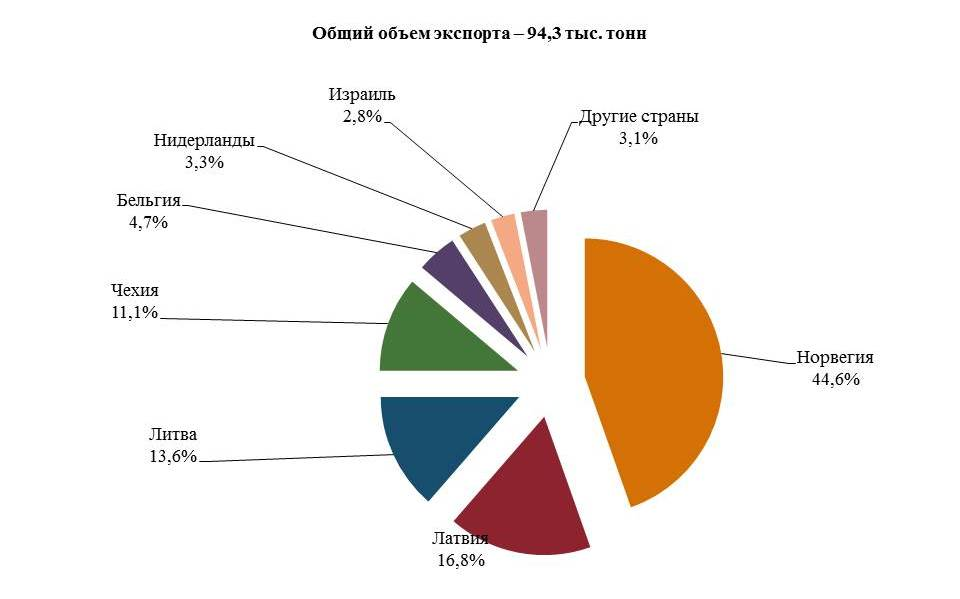 Общий объем экспорта – 94,3 тыс. тонн
Израиль
2,8%
Другие страны
3,1%
Нидерланды
3,3%
Бельгия
4,7%
Чехия
11,1%
Норвегия
44,6%
Литва
13,6%
Латвия
16,8%